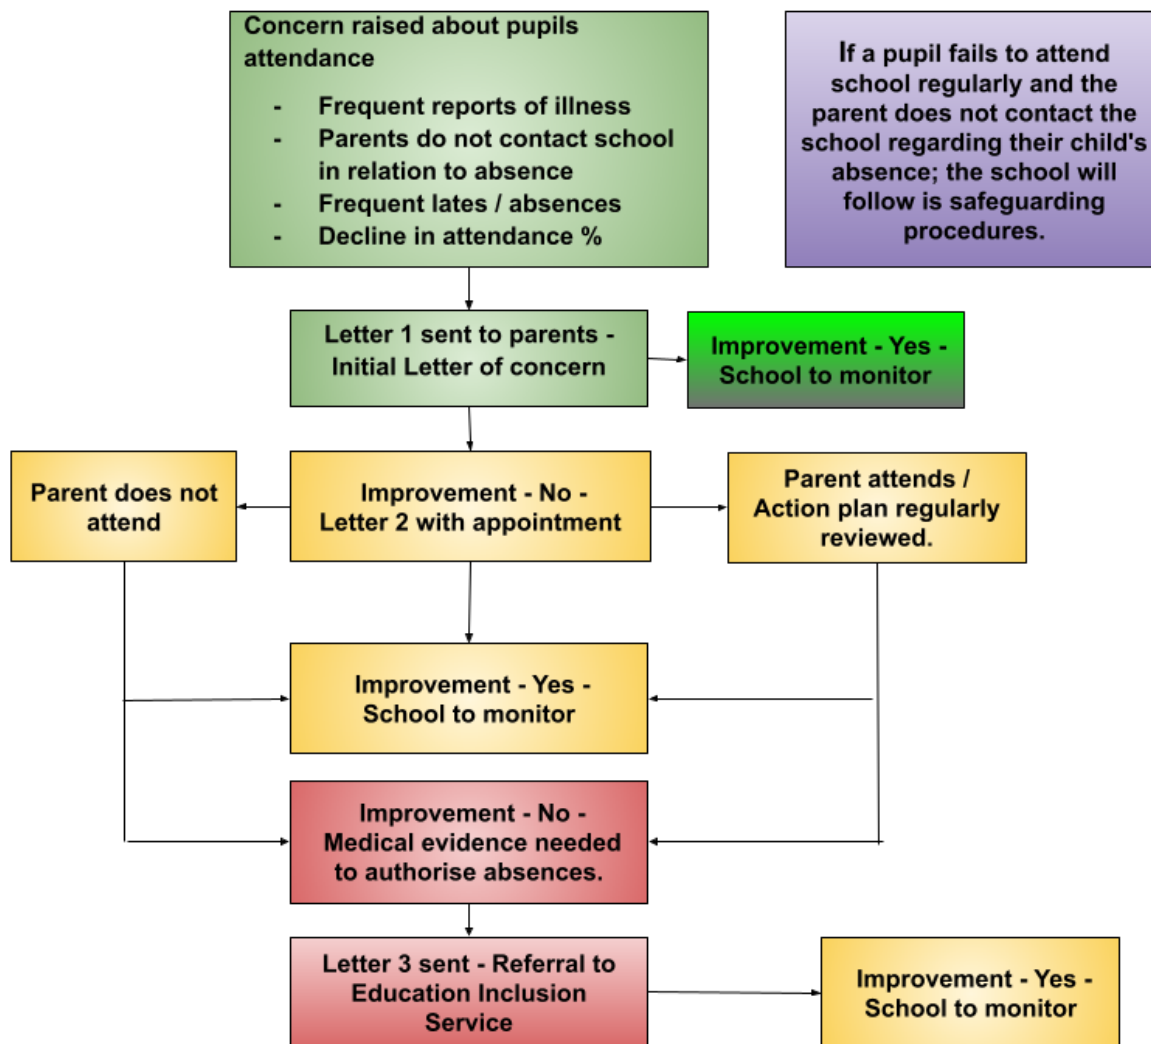 Concern raised about pupils
attendance
- Frequent reports of illness
- Parents do not contact school
in relation to absence
- Frequent lates / absences
- Decline in attendance %
If a pupil fails to attend
school regularly and the
parent does not contact the
school regarding their child's
absence; the school will
follow is safeguarding
procedures.
Letter 1 sent to parents -
Initial Letter of concern
Improvement - Yes -
School to monitor
Parent does not
attend
Improvement - No -
Letter 2 with appointment
Parent attends /
Action plan regularly
reviewed.
Improvement - Yes -
School to monitor
Improvement - No -
Medical evidence needed
to authorise absences.
Letter 3 sent - Referral to
Education Inclusion
Service
Improvement - Yes -
School to monitor